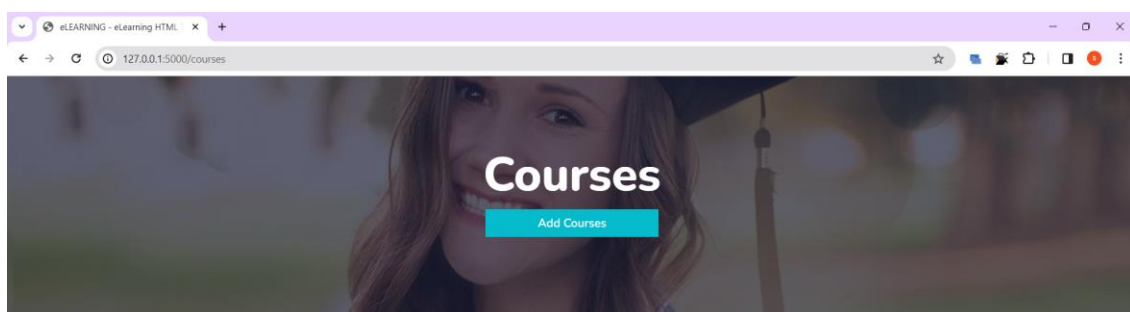 eLEARNING - eLearning HTML
127.0.0.1:5000/courses
Courses
Add Courses